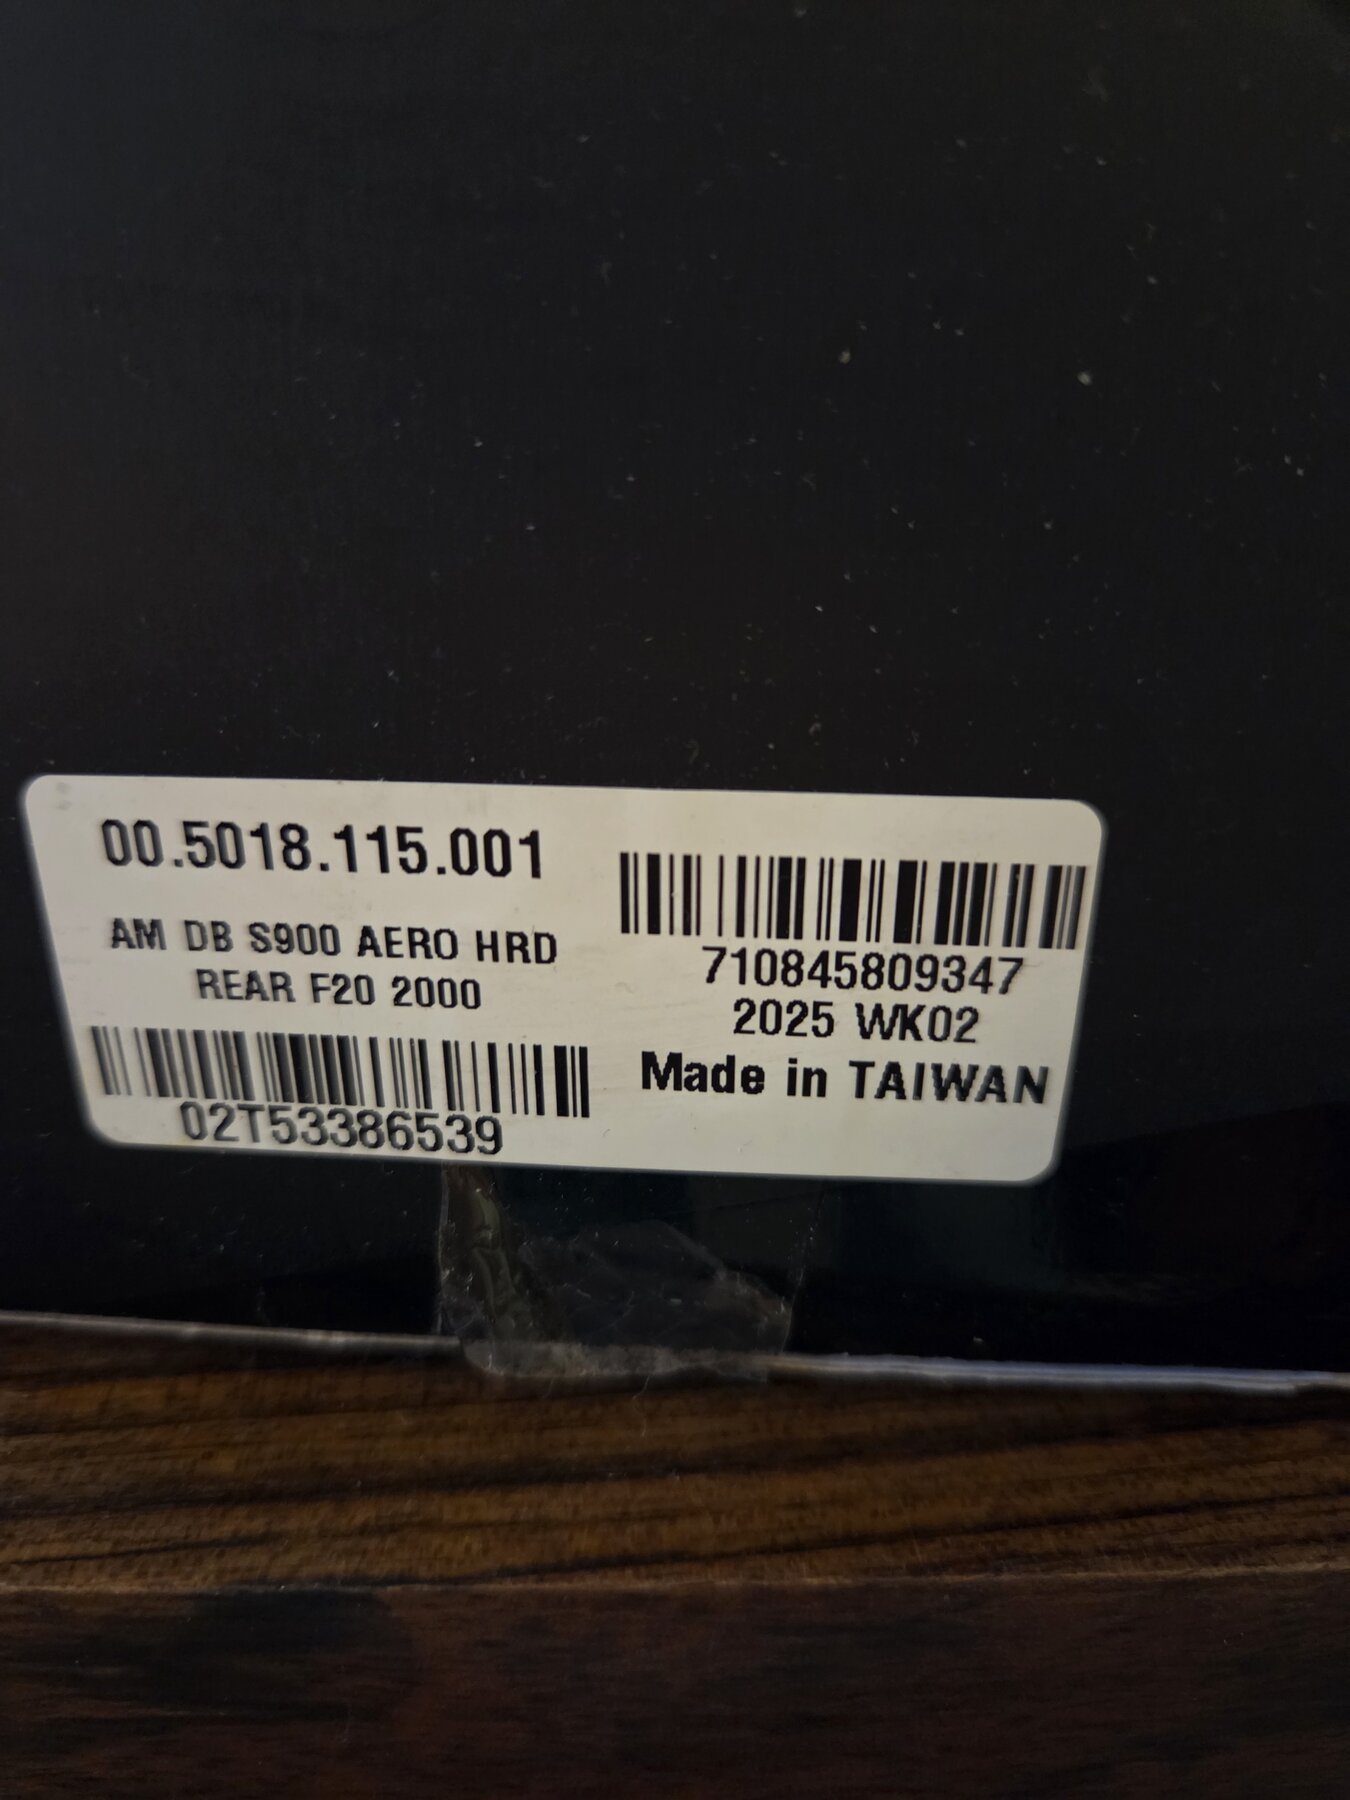 00.5018.115.001
AM DB S900 AERO HRD
REAR F20 2000
02T53386539
710845809347
2025 WK02
Made in TAIWAN